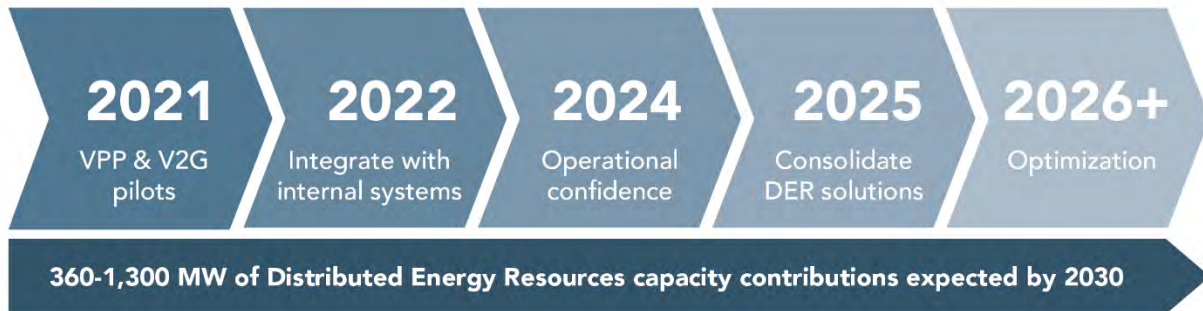 2021
VPP & V2G
pilots
2022
Integrate with
internal systems
2024
Operational
confidence
2025
Consolidate
DER solutions
2026+
Optimization
360-1,300 MW of Distributed Energy Resources capacity contributions expected by 2030